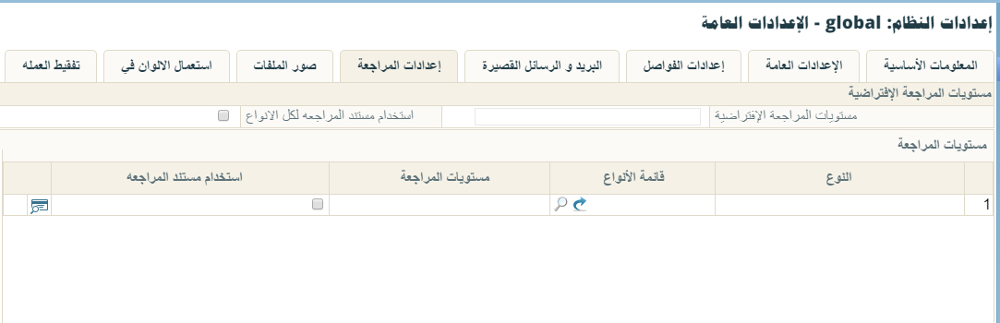 إعدادات النظام: global - الإعدادات العامة
المعلومات الأساسية الإعدادات العامة إعدادات الفواصل البريد و الرسائل القصيرة إعدادات المراجعة صور الملفات استعمال الالوان في تفقيط العمله
مستويات المراجعة الإفتراضية
مستويات المراجعة الإفتراضية استخدام مستند المراجعه لكل الانواع
مستويات المراجعة
النوع قائمة الأنواع مستويات المراجعة استخدام مستند المراجعه
1